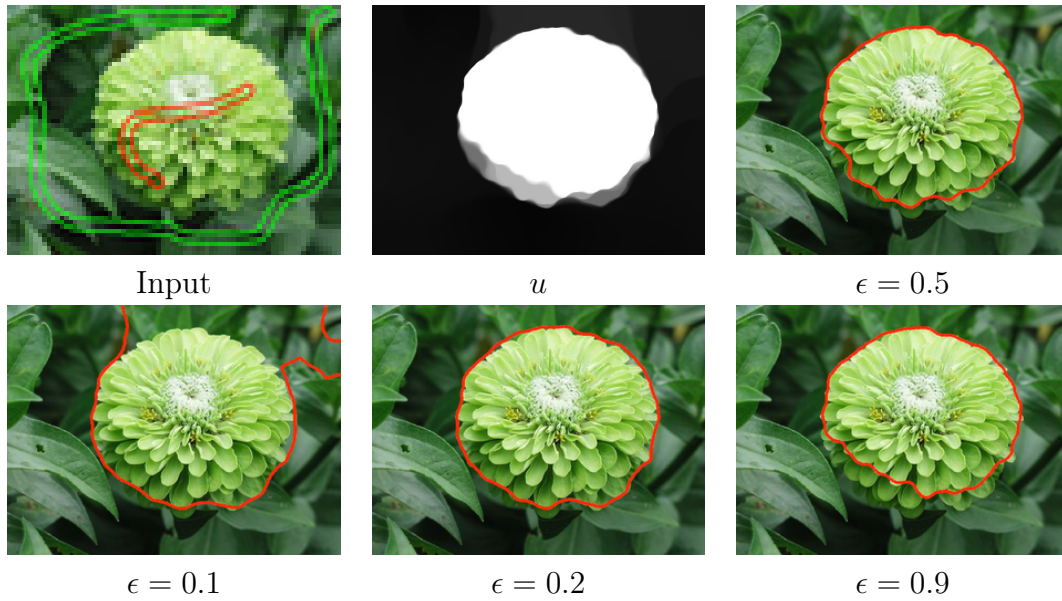 Input
u
ϵ = 0.5
ϵ = 0.1
ϵ = 0.2
ϵ = 0.9